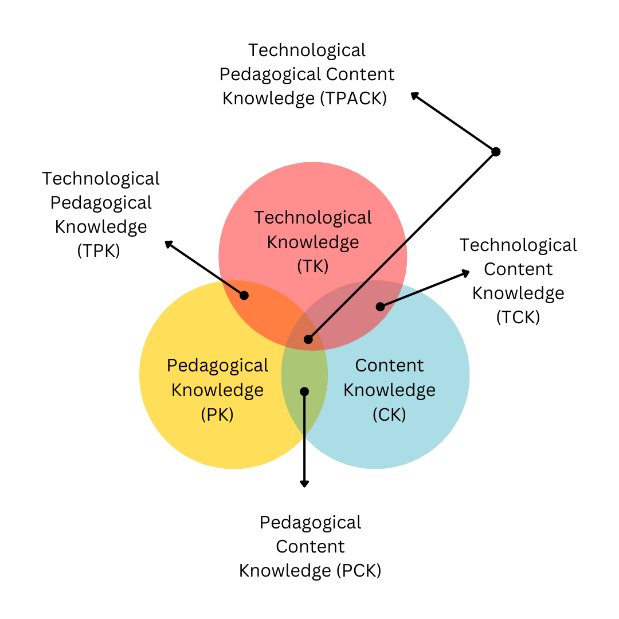 Technological
Pedagogical Content
Knowledge (TPACK)
Technological
Pedagogical
Knowledge
(TPK)
Technological
Knowledge
(TK)
Technological
Content
Knowledge
(TCK)
Pedagogical
Knowledge
(PK)
Content
Knowledge
(CK)
Pedagogical
Content
Knowledge (PCK)